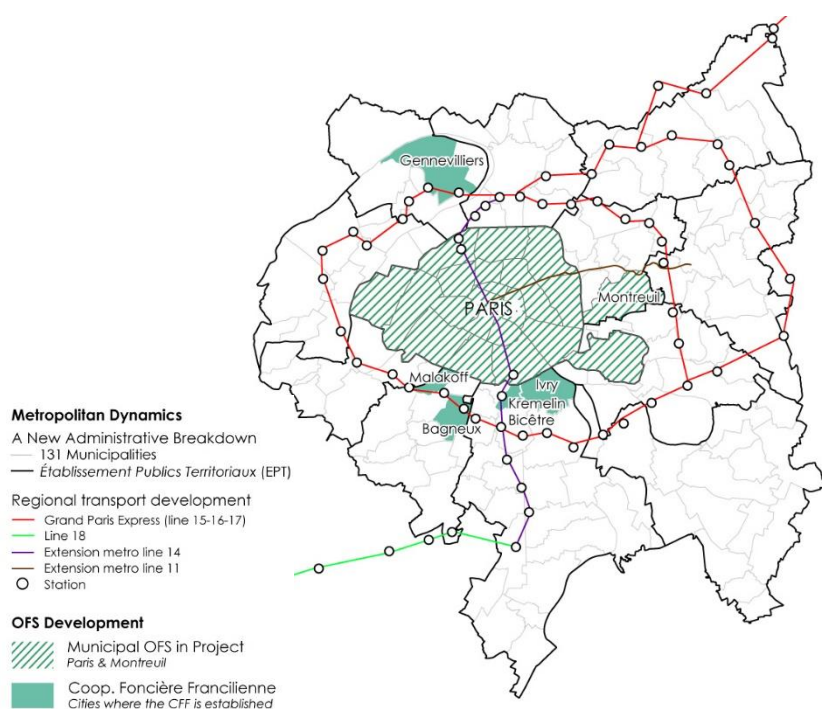 Gennevilliers
Montreuil
PARIS
Malakoff
Ivry
Kremelin
Bicêtre
Bagneux
Metropolitan Dynamics
A New Administrative Breakdown
131 Municipalities
Établissement Publics Territoriaux (EPT)
Regional transport development
Grand Paris Express (line 15-16-17)
Line 18
Extension metro line 14
Extension metro line 11
Station
OFS Development
Municipal OFS in Project
Paris & Montreuil
Coop. Foncière Francilienne
Cities where the CFF is established